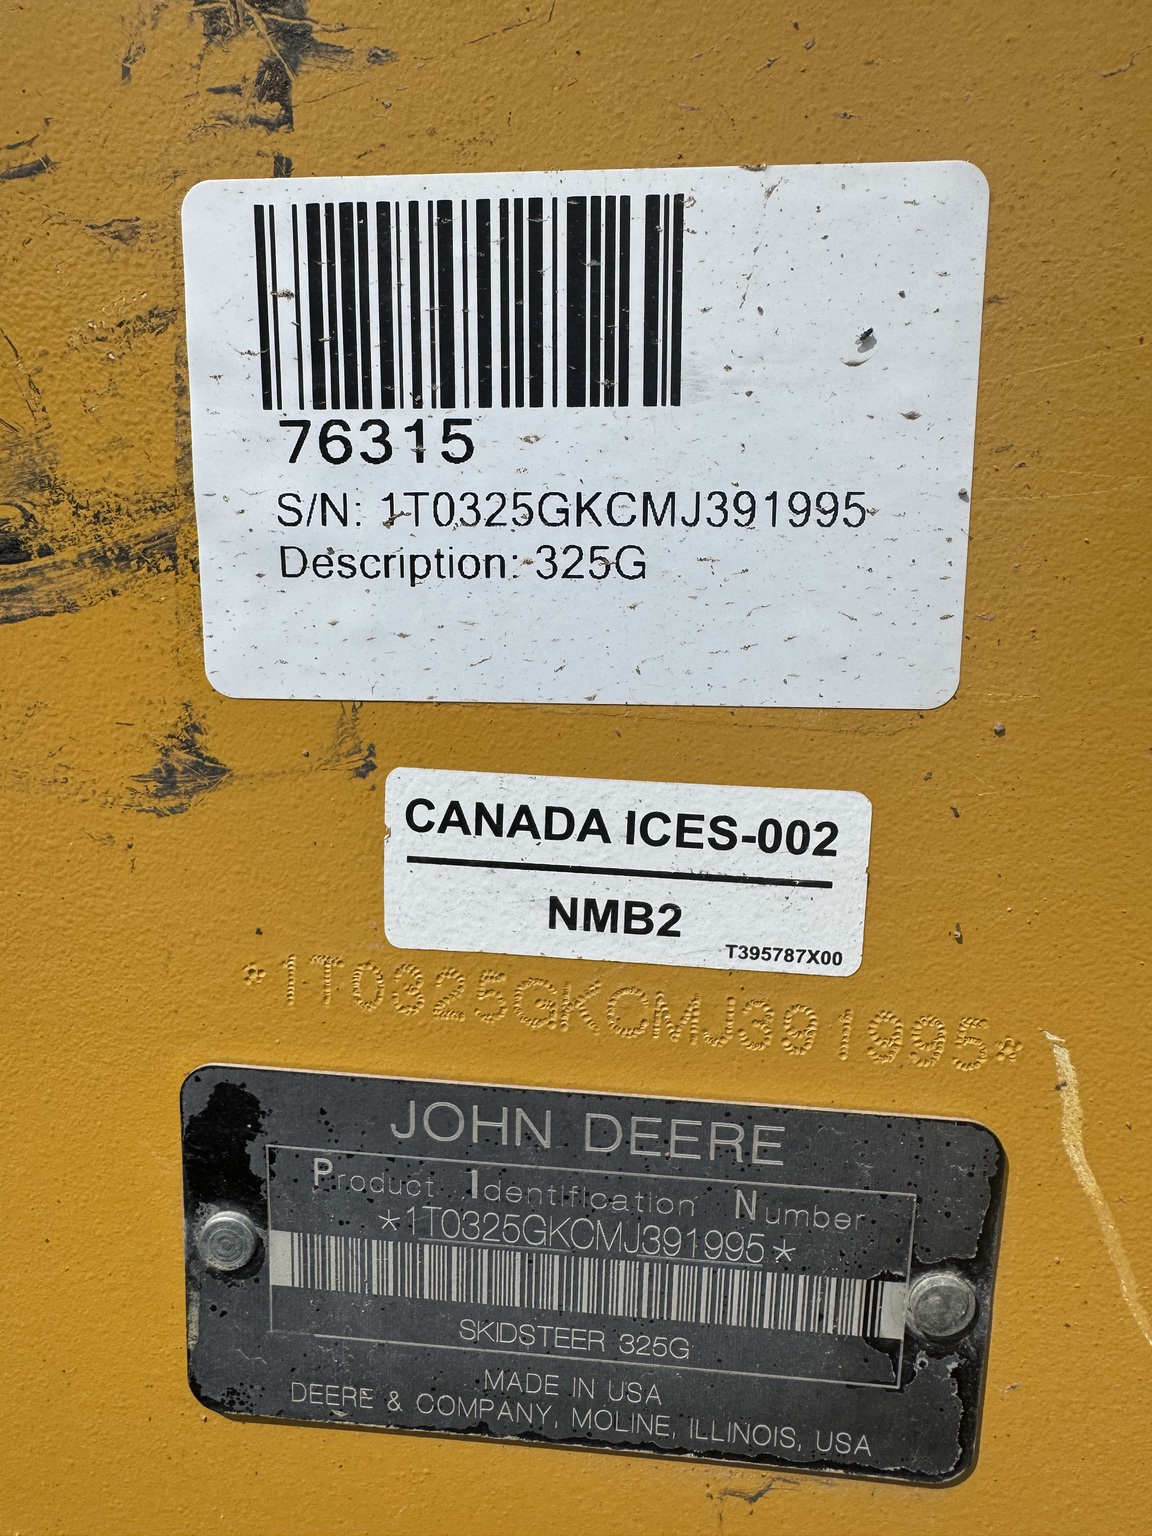 76315
S/N: 1T0325GKCMJ391995
Description: 325G
CANADA ICES-002
NMB2
T395787X00
*1T0325GKCMJ391995*
JOHN DEERE
Product Identification Number
*1T0325GKCMJ391995*
SKIDSTEER 325G
MADE IN USA
DEERE & COMPANY, MOLINE, ILLINOIS, USA